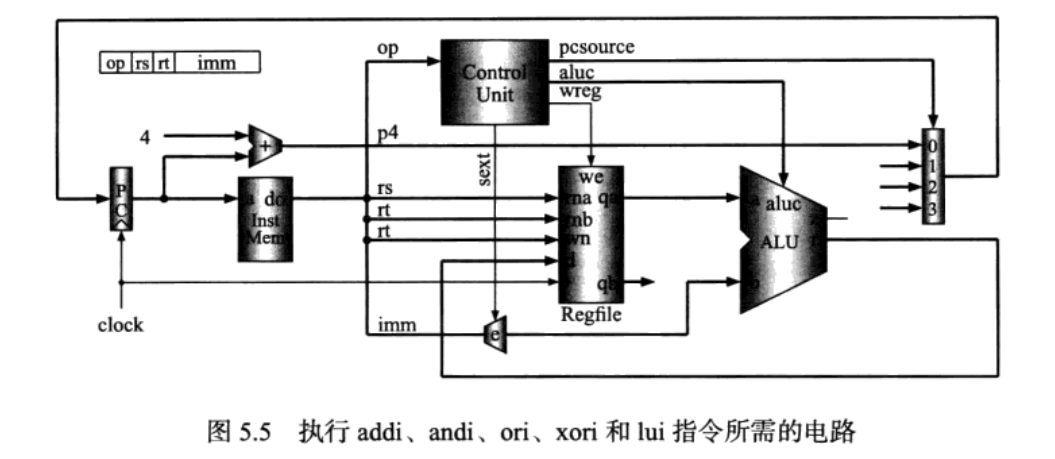 op pcsource
op rs rt imm Control aluc
Unit wreg
4
+ p4 0
sext we 1
P a do rs rna qa a aluc 2
C Inst rt rnb 3
Mem rt wn ALU
d
qb b
clock Regfile
imm e
图 5.5 执行 addi、andi、ori、xori 和 lui 指令所需的电路